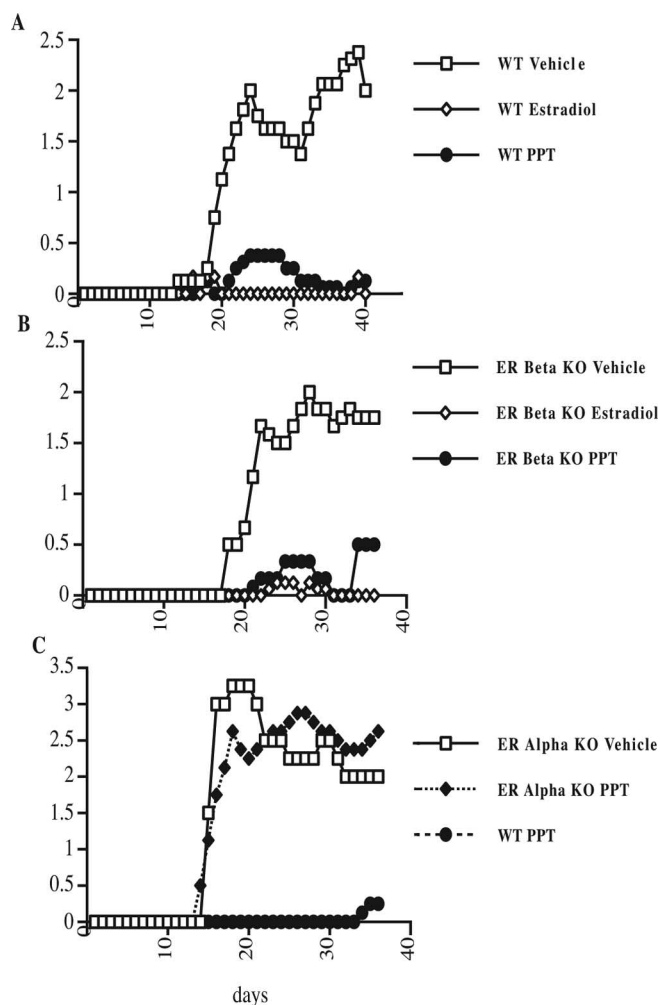 A
2.5
2
1.5
1
0.5
0
0
10
20
30
40
WT Vehicle
WT Estradiol
WT PPT
B
2.5
2
1.5
1
0.5
0
0
10
20
30
40
ER Beta KO Vehicle
ER Beta KO Estradiol
ER Beta KO PPT
C
3.5
3
2.5
2
1.5
1
0.5
0
0
10
20
30
40
ER Alpha KO Vehicle
ER Alpha KO PPT
WT PPT
days